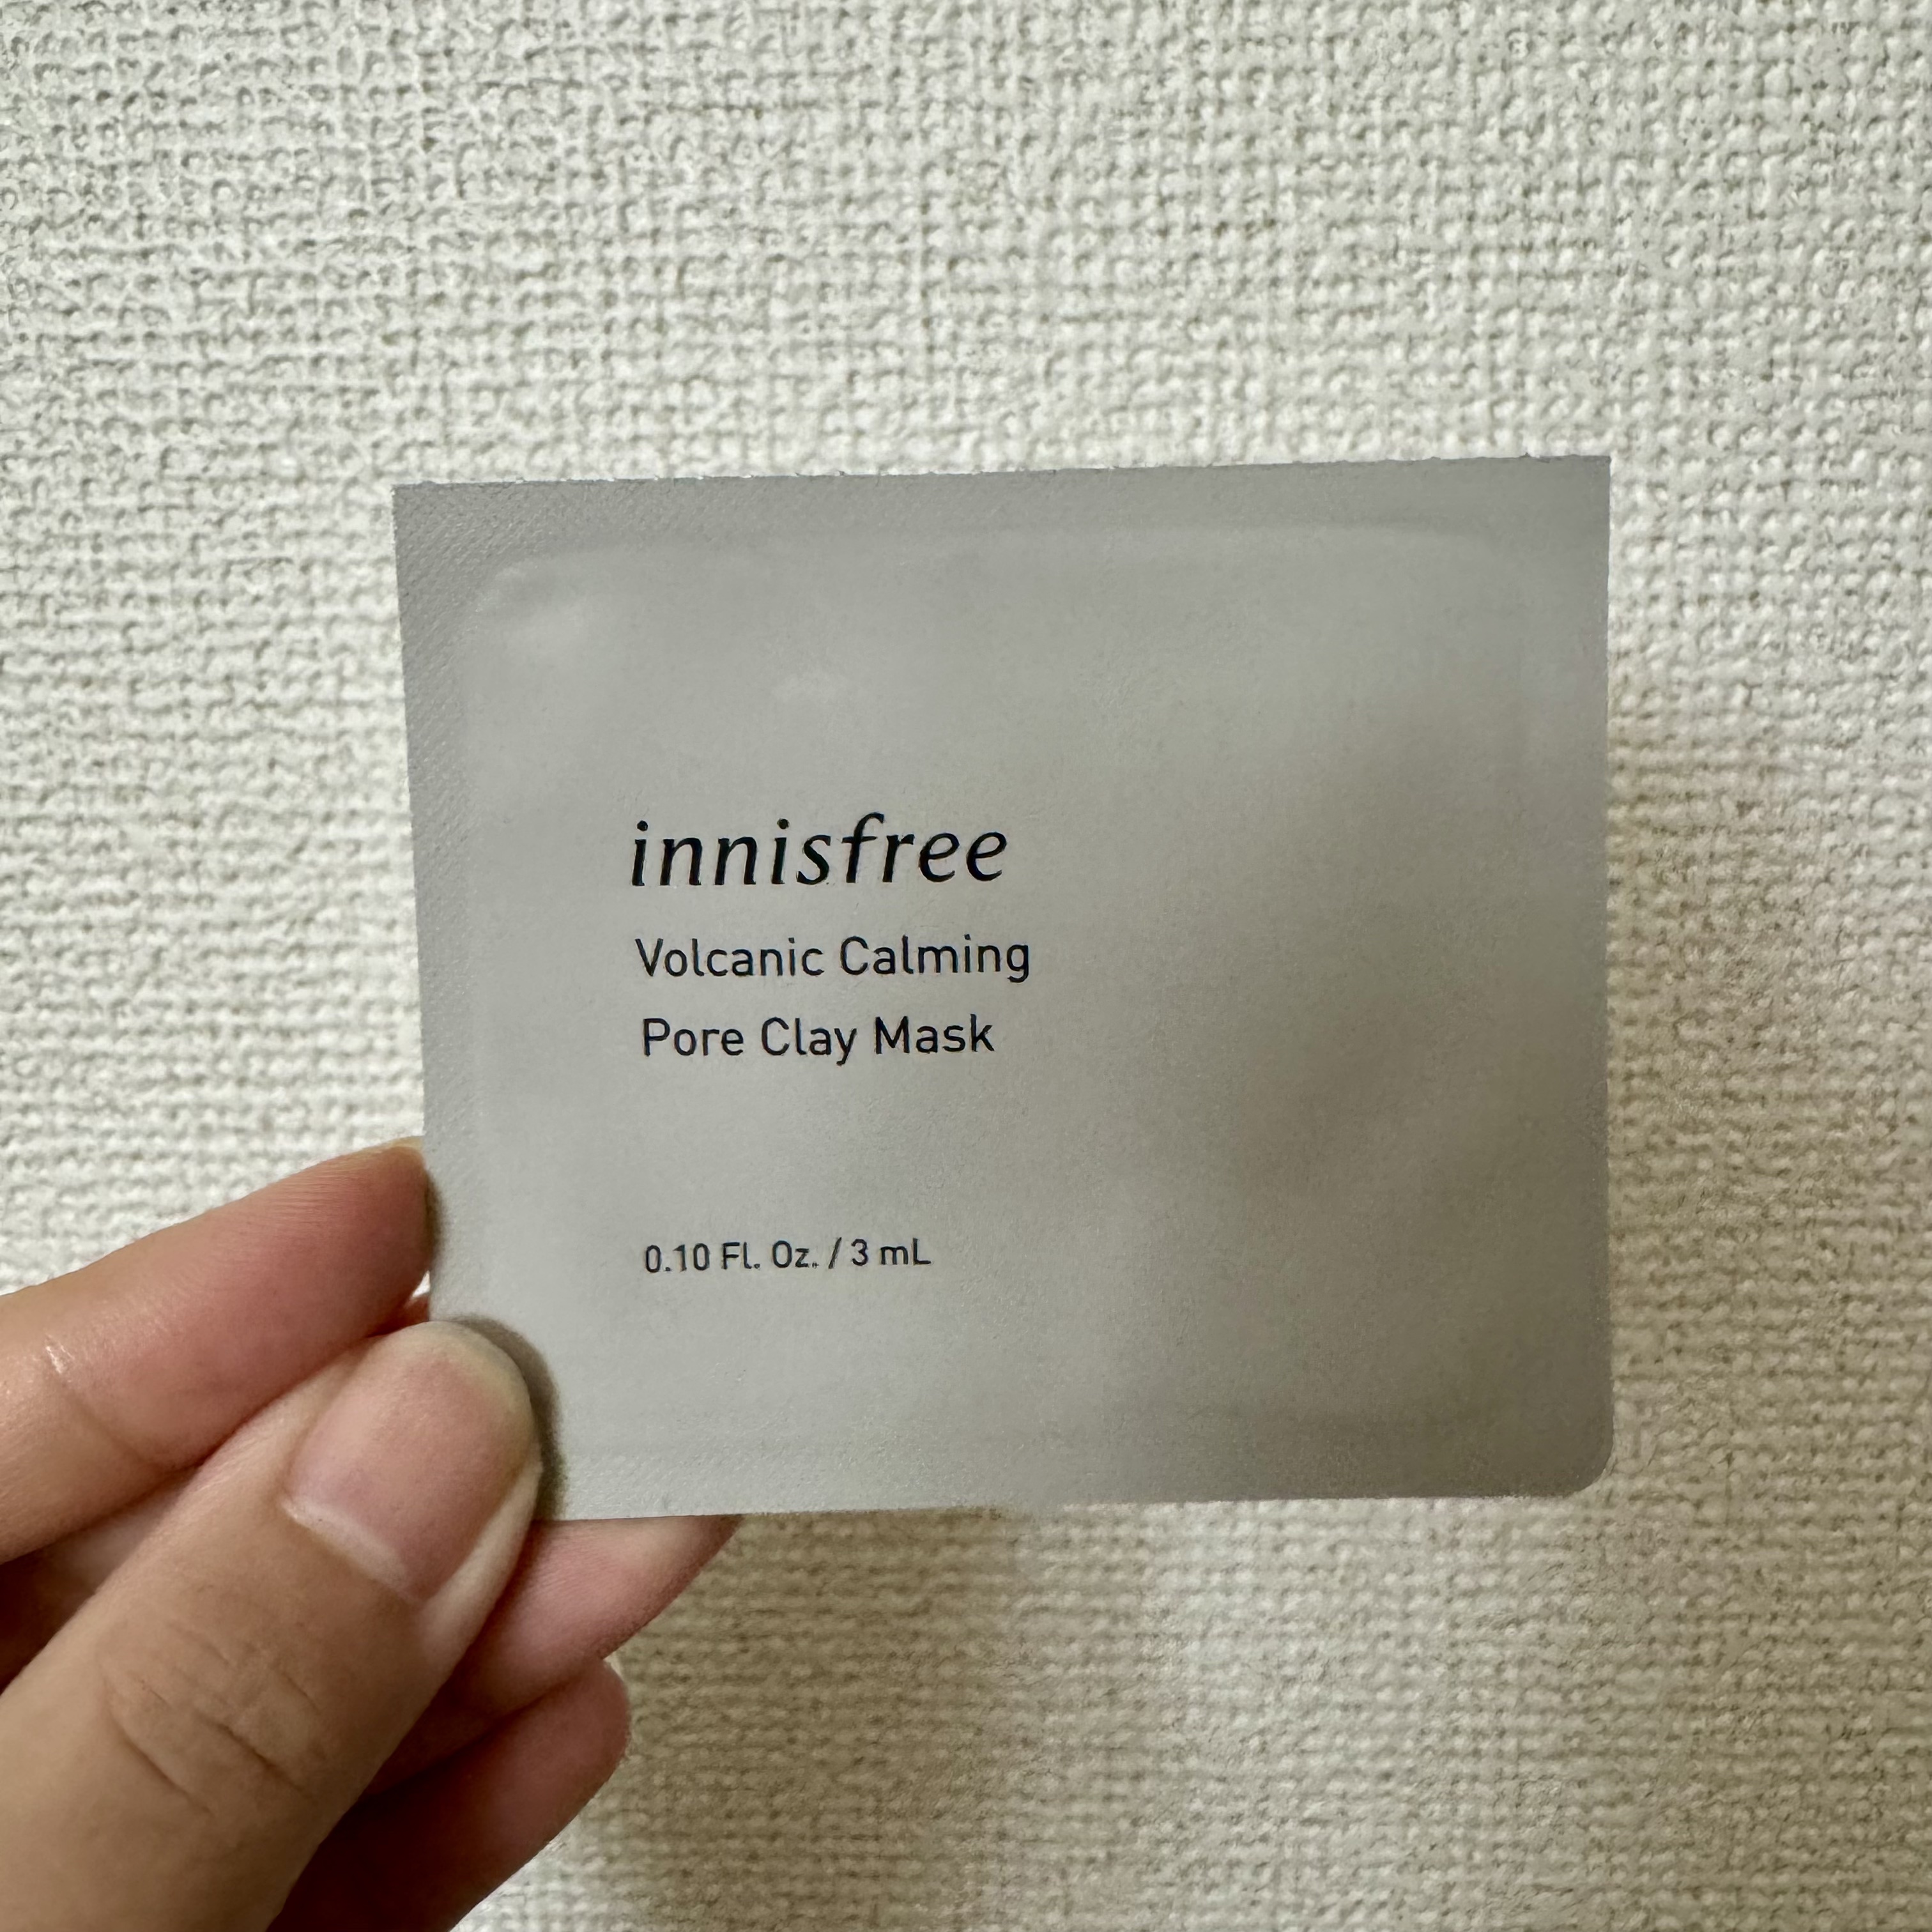 innisfree
Volcanic Calming
Pore Clay Mask
0.10 Fl. Oz. / 3 mL